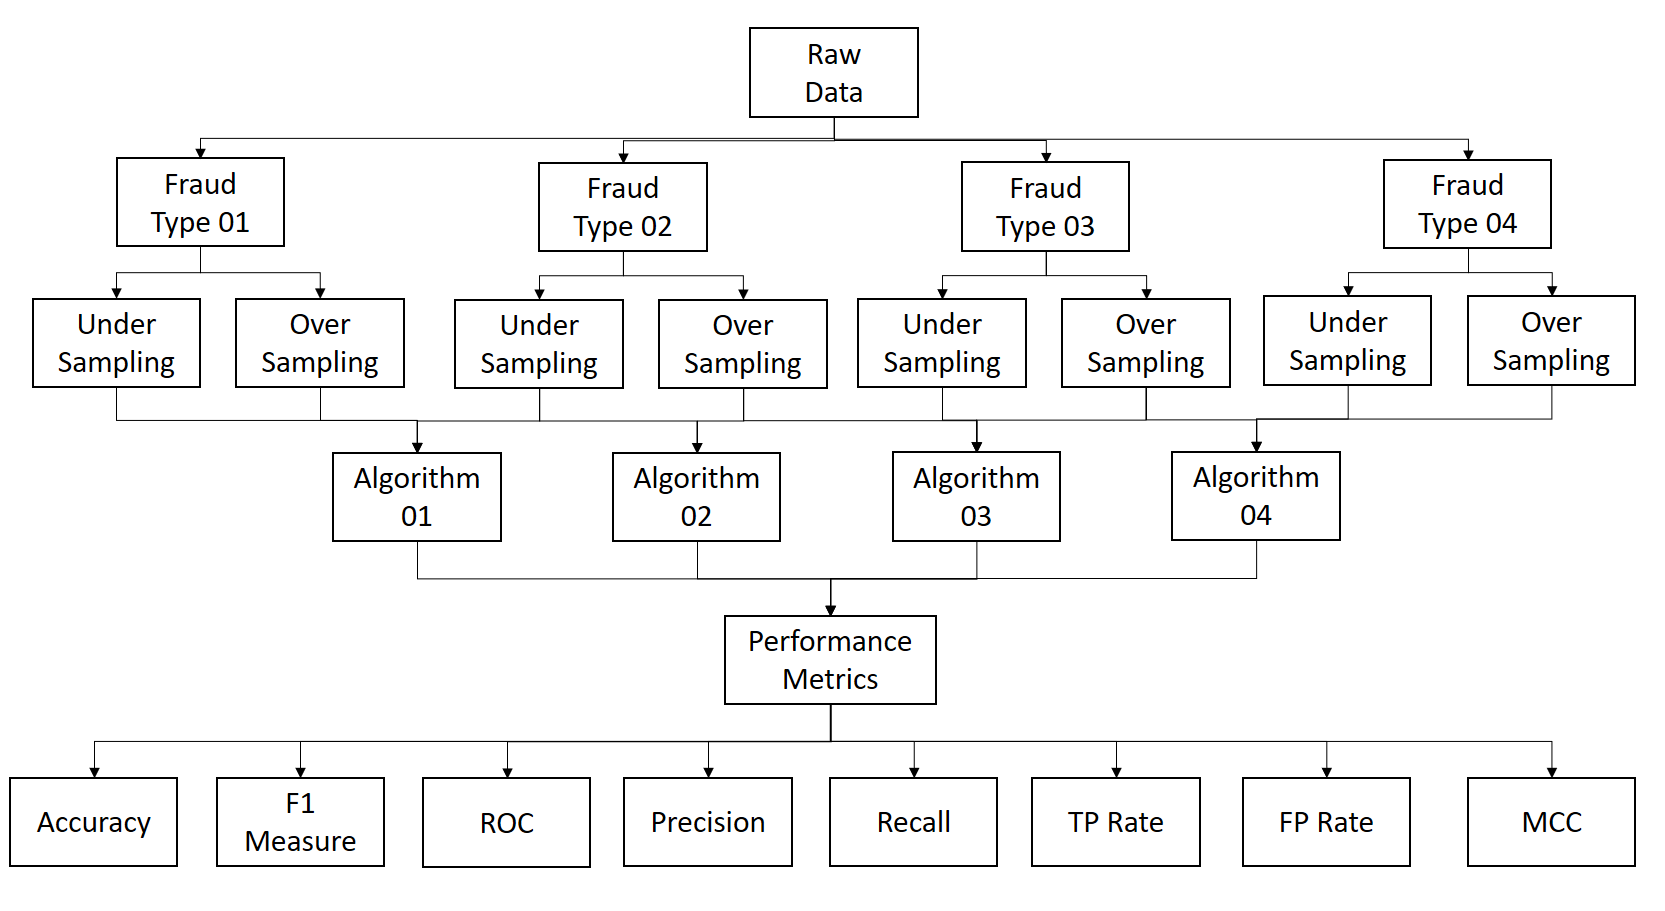 Raw
Data
Fraud
Type 01
Fraud
Type 02
Fraud
Type 03
Fraud
Type 04
Under
Sampling
Over
Sampling
Under
Sampling
Over
Sampling
Under
Sampling
Over
Sampling
Under
Sampling
Over
Sampling
Algorithm
01
Algorithm
02
Algorithm
03
Algorithm
04
Performance
Metrics
Accuracy
F1
Measure
ROC
Precision
Recall
TP Rate
FP Rate
MCC